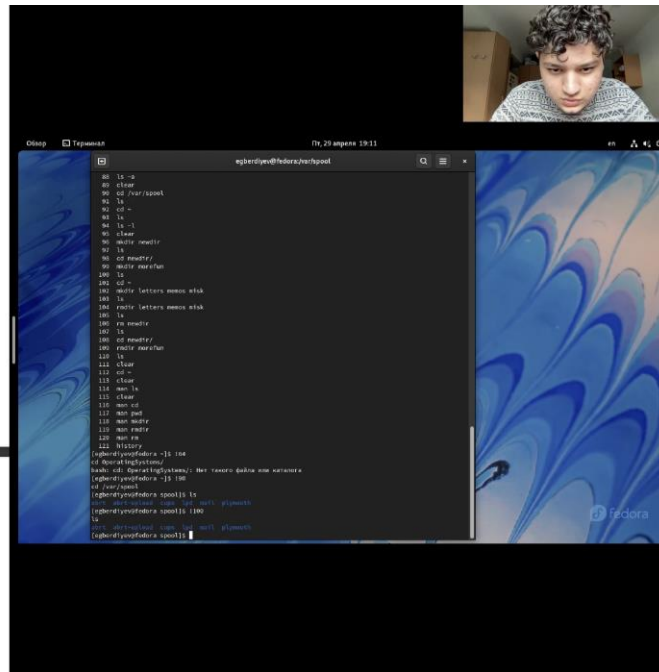 Обзор Терминал Пт, 29 апреля 19:11 en
egberdiyev@fedora:/var/spool
88 ls -a
89 clear
90 cd /var/spool
91 ls
92 cd ~
93 ls
94 ls -l
95 clear
96 mkdir newdir
97 ls
98 cd newdir/
99 mkdir morefun
100 ls
101 cd ~
102 mkdir letters memos misk
103 ls
104 rmdir letters memos misk
105 ls
106 rm newdir
107 ls
108 cd newdir/
109 rmdir morefun
110 ls
111 clear
112 cd ~
113 clear
114 man ls
115 clear
116 man cd
117 man pwd
118 man mkdir
119 man rmdir
120 man rm
121 history
[egberdiyev@fedora ~]$ !60
cd OperatingSystems/
bash: cd: OperatingSystems/: Нет такого файла или каталога
[egberdiyev@fedora ~]$ !90
cd /var/spool
[egberdiyev@fedora spool]$ ls
abrt abrt-upload cups lpd mail plymouth
[egberdiyev@fedora spool]$ !100
ls
abrt abrt-upload cups lpd mail plymouth
[egberdiyev@fedora spool]$
fedora